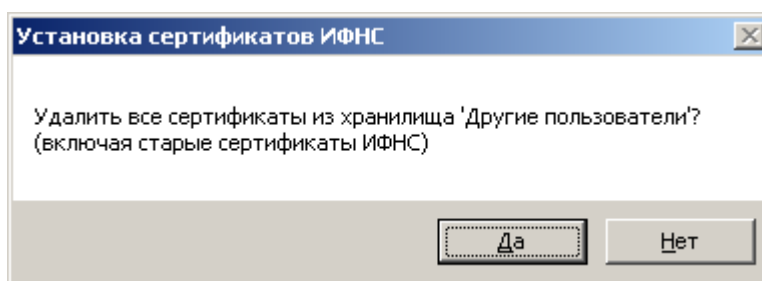 Установка сертификатов ИФНС
Удалить все сертификаты из хранилища 'Другие пользователи'?
(включая старые сертификаты ИФНС)
Да
Нет